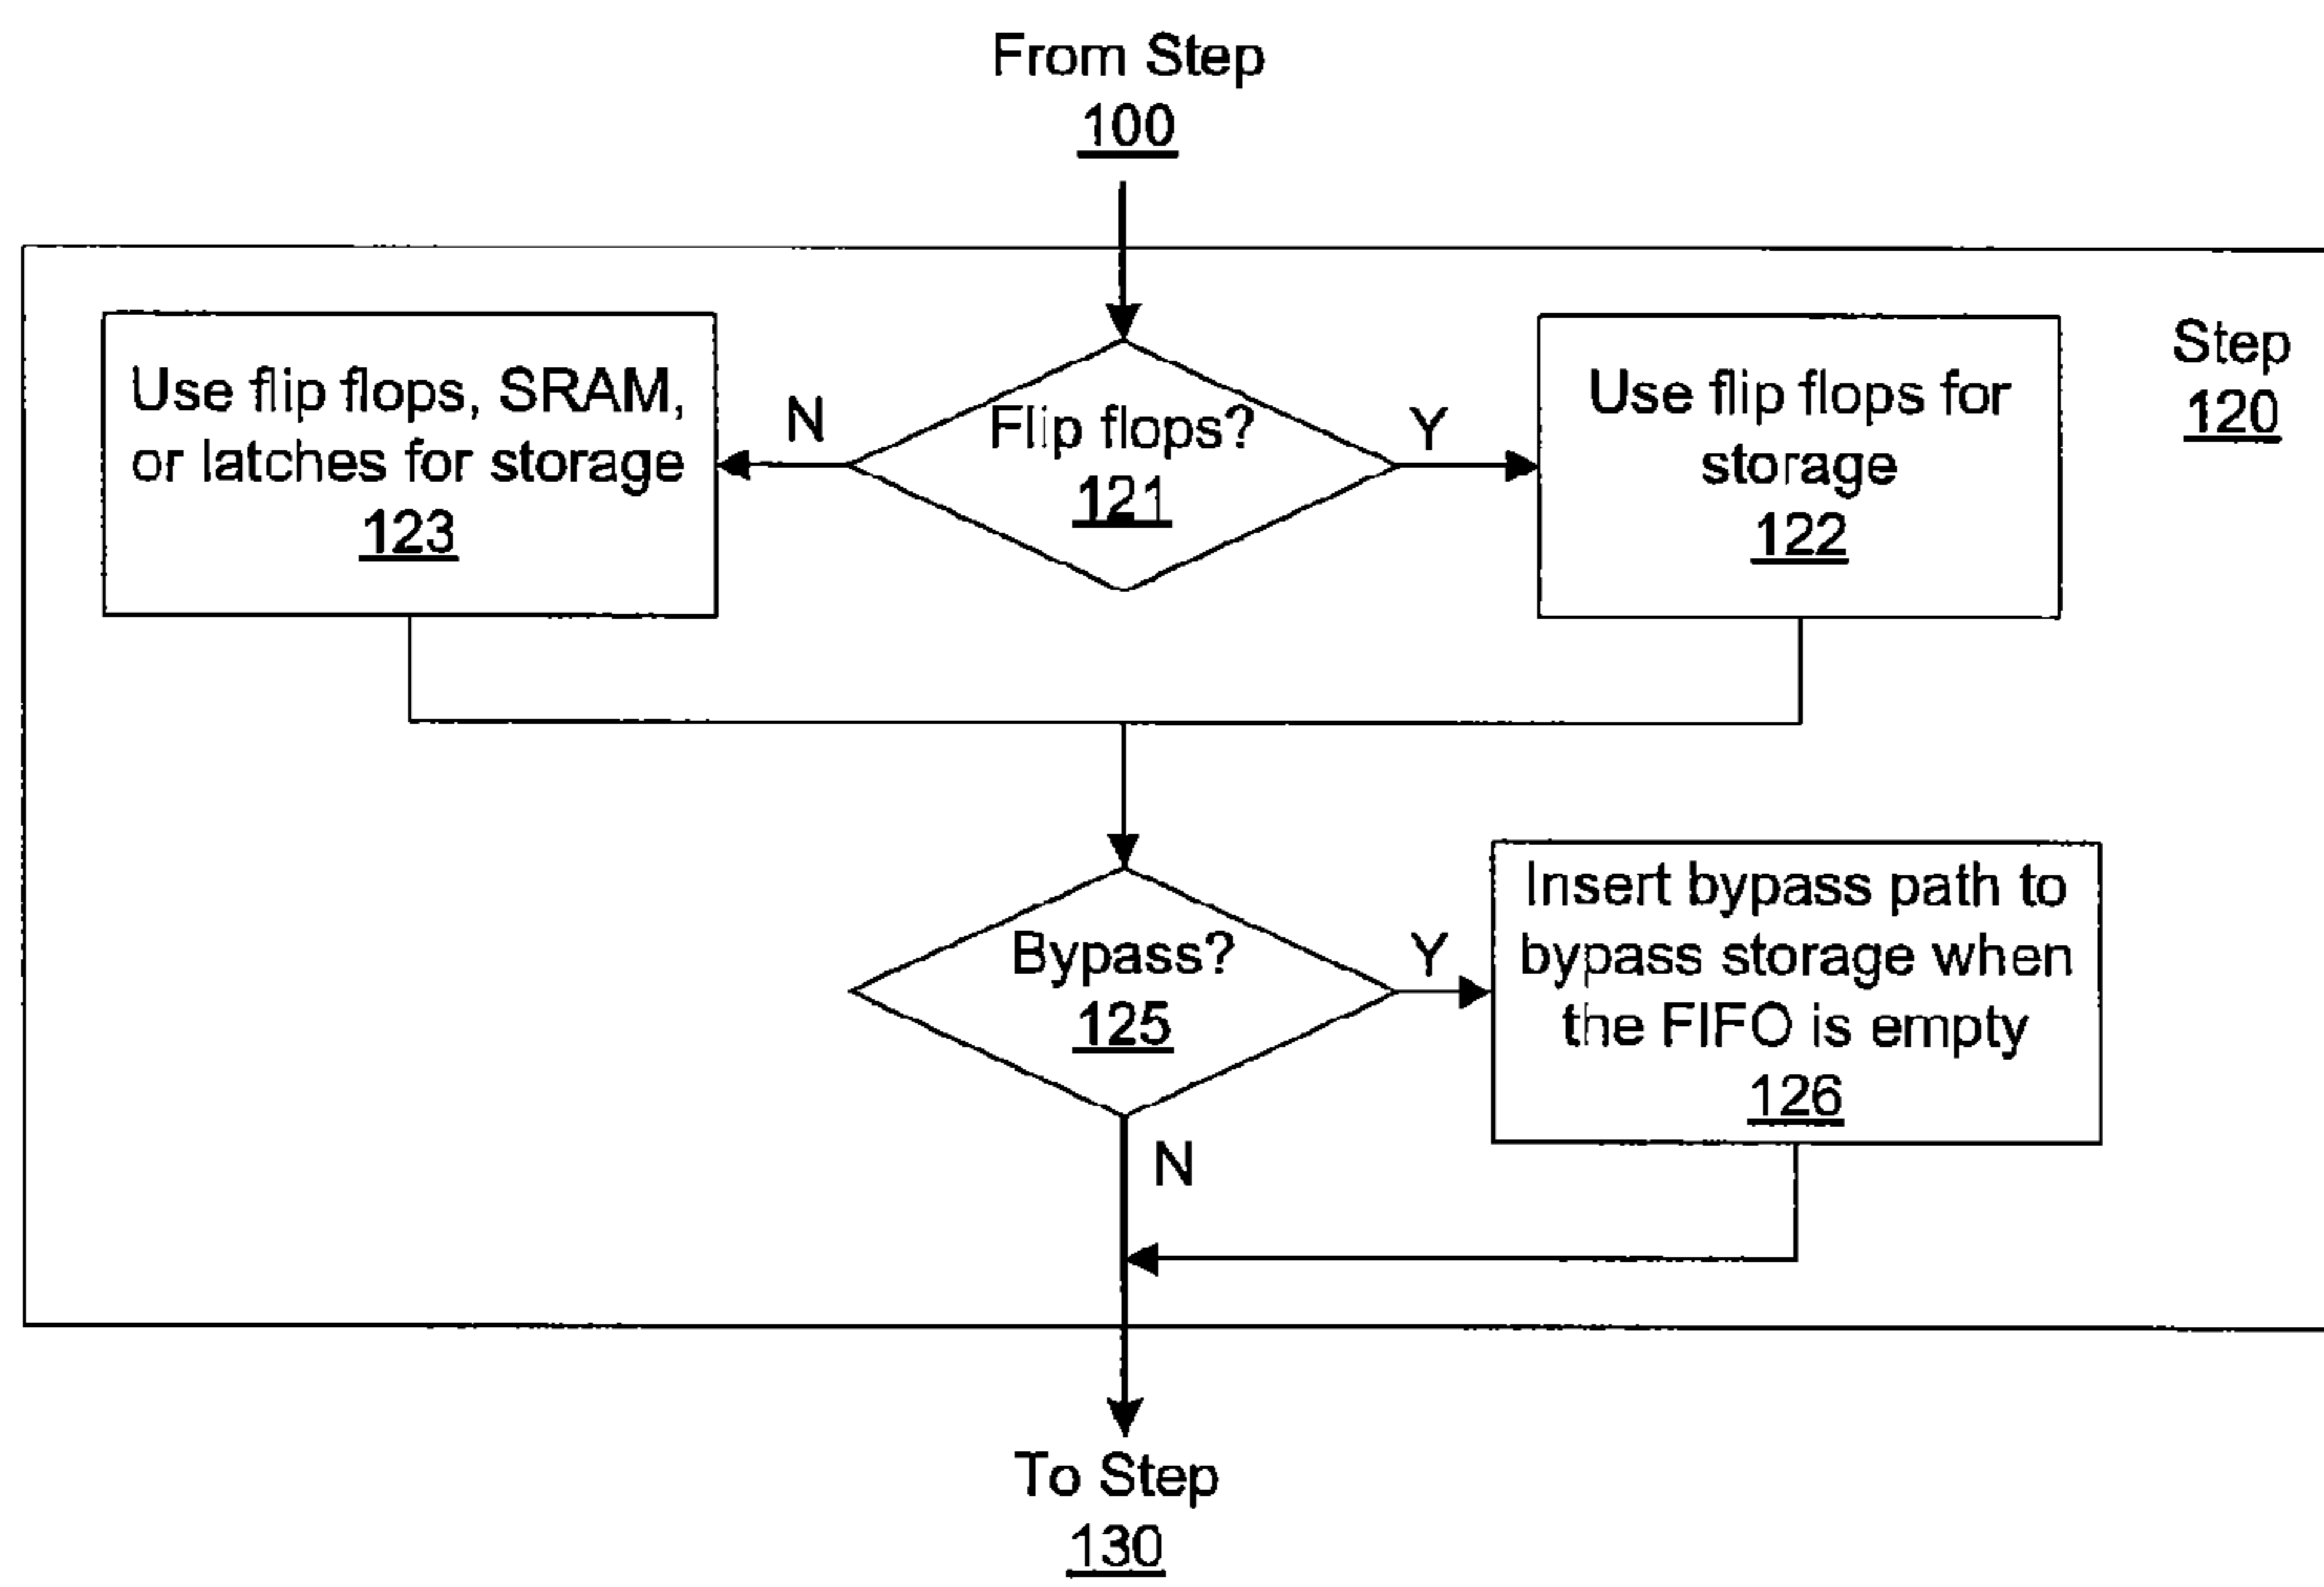 From Step
100
Step
120
Use flip flops, SRAM,
or latches for storage
123
N
Flip flops?
121
Y
Use flip flops for
storage
122
Bypass?
125
Y
N
Insert bypass path to
bypass storage when
the FIFO is empty
126
To Step
130